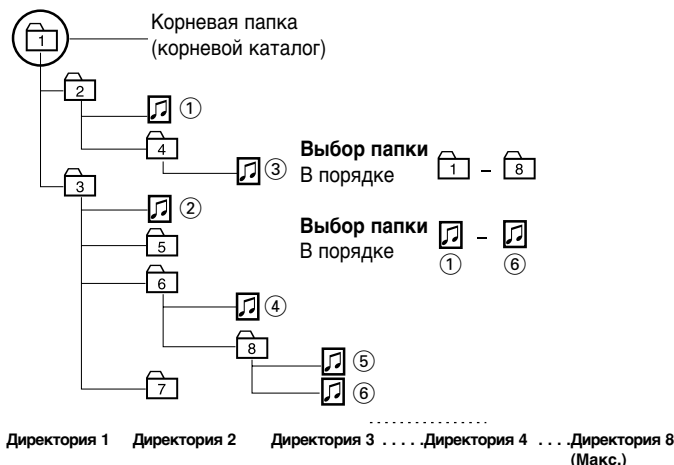 Корневая папка
(корневой каталог)
1
2
①
4
③
Выбор папки
В порядке 1 – 8
3
②
5
Выбор папки
В порядке –
① ⑥
6
④
8
⑤
7
⑥
Директория 1 Директория 2 Директория 3 . . . . .Директория 4 . . . .Директория 8
(Макс.)